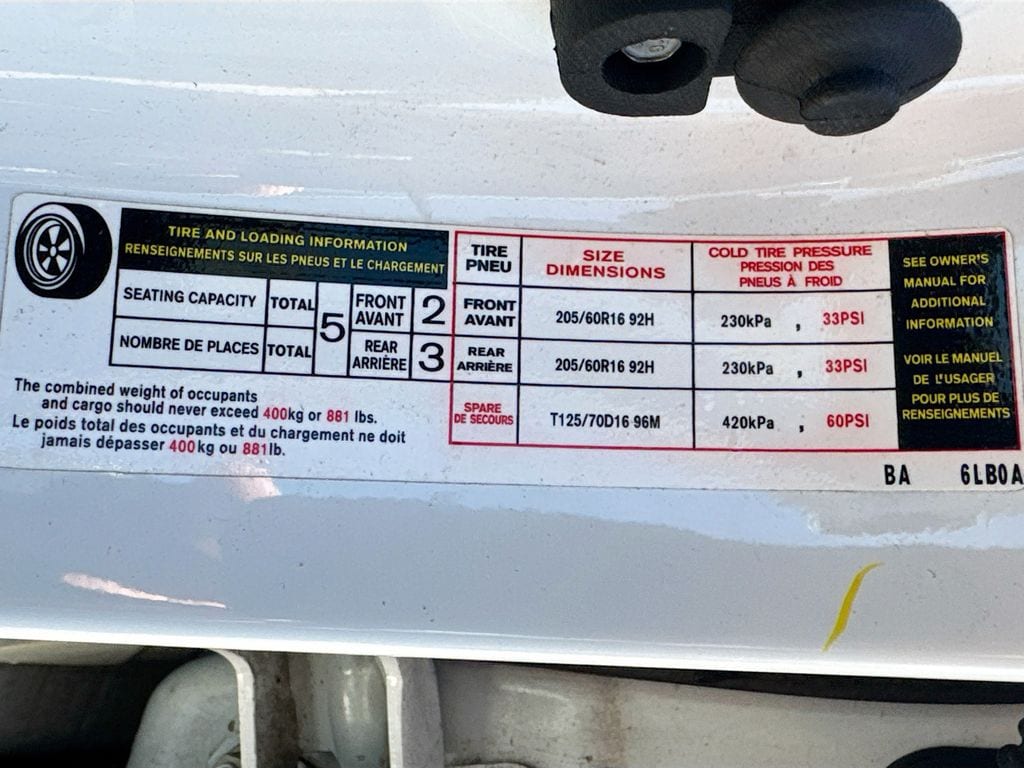 TIRE AND LOADING INFORMATION
RENSEIGNEMENTS SUR LES PNEUS ET LE CHARGEMENT
SEATING CAPACITY TOTAL 5 FRONT AVANT 2
NOMBRE DE PLACES TOTAL REAR ARRIÈRE 3
The combined weight of occupants
and cargo should never exceed 400kg or 881 lbs.
Le poids total des occupants et du chargement ne doit
jamais dépasser 400kg ou 881lb.
TIRE PNEU SIZE DIMENSIONS COLD TIRE PRESSURE PRESSION DES PNEUS À FROID
FRONT AVANT 205/60R16 92H 230kPa , 33PSI
REAR ARRIÈRE 205/60R16 92H 230kPa , 33PSI
SPARE DE SECOURS T125/70D16 96M 420kPa , 60PSI
SEE OWNER'S
MANUAL FOR
ADDITIONAL
INFORMATION
VOIR LE MANUEL
DE L'USAGER
POUR PLUS DE
RENSEIGNEMENTS
BA 6LB0A